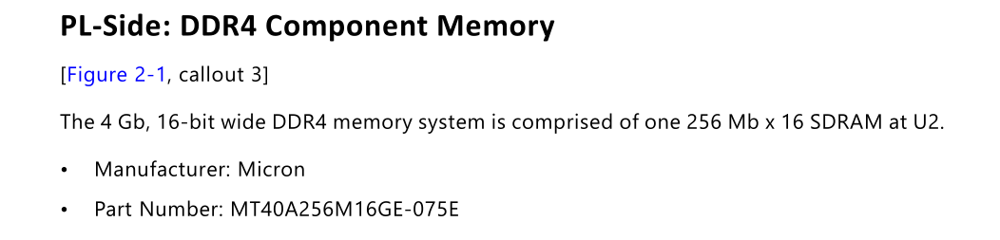 PL-Side: DDR4 Component Memory
[Figure 2-1, callout 3]
The 4 Gb, 16-bit wide DDR4 memory system is comprised of one 256 Mb x 16 SDRAM at U2.
• Manufacturer: Micron
• Part Number: MT40A256M16GE-075E